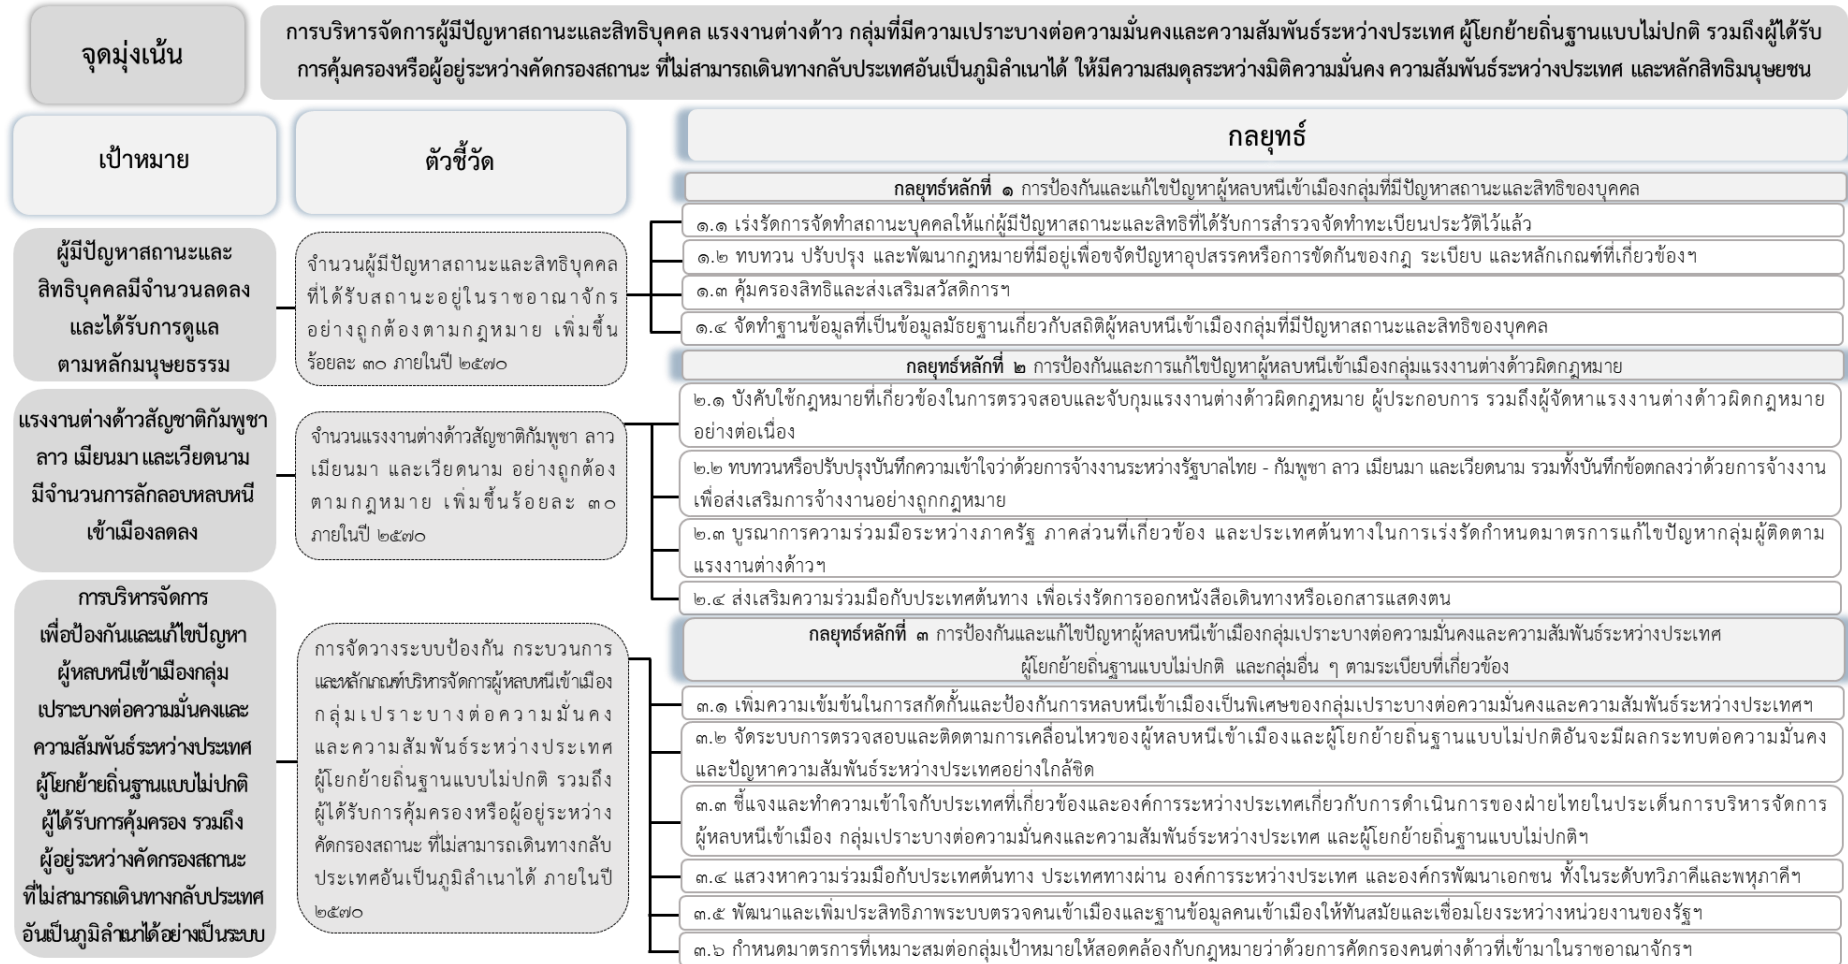 จุดมุ่งเน้น
การบริหารจัดการผู้มีปัญหาสถานะและสิทธิบุคคล แรงงานต่างด้าว กลุ่มที่มีความเปราะบางต่อความมั่นคงและความสัมพันธ์ระหว่างประเทศ ผู้โยกย้ายถิ่นฐานแบบไม่ปกติ รวมถึงผู้ได้รับ
การคุ้มครองหรือผู้อยู่ระหว่างคัดกรองสถานะ ที่ไม่สามารถเดินทางกลับประเทศอันเป็นภูมิลำเนาได้ ให้มีความสมดุลระหว่างมิติความมั่นคง ความสัมพันธ์ระหว่างประเทศ และหลักสิทธิมนุษยชน
เป้าหมาย
ตัวชี้วัด
กลยุทธ์
ผู้มีปัญหาสถานะและ
สิทธิบุคคลมีจำนวนลดลง
และได้รับการดูแล
ตามหลักมนุษยธรรม
จำนวนผู้มีปัญหาสถานะและสิทธิบุคคล
ที่ได้รับสถานะอยู่ในราชอาณาจักร
อย่างถูกต้องตามกฎหมาย เพิ่มขึ้น
ร้อยละ ๓๐ ภายในปี ๒๕๗๐
กลยุทธ์หลักที่ ๑ การป้องกันและแก้ไขปัญหาผู้หลบหนีเข้าเมืองกลุ่มที่มีปัญหาสถานะและสิทธิของบุคคล
๑.๑ เร่งรัดการจัดทำสถานะบุคคลให้แก่ผู้มีปัญหาสถานะและสิทธิที่ได้รับการสำรวจจัดทำทะเบียนประวัติไว้แล้ว
๑.๒ ทบทวน ปรับปรุง และพัฒนากฎหมายที่มีอยู่เพื่อขจัดปัญหาอุปสรรคหรือการขัดกันของกฎ ระเบียบ และหลักเกณฑ์ที่เกี่ยวข้องฯ
๑.๓ คุ้มครองสิทธิและส่งเสริมสวัสดิการฯ
๑.๔ จัดทำฐานข้อมูลที่เป็นข้อมูลมัธยฐานเกี่ยวกับสถิติผู้หลบหนีเข้าเมืองกลุ่มที่มีปัญหาสถานะและสิทธิของบุคคล
แรงงานต่างด้าวสัญชาติกัมพูชา
ลาว เมียนมา และเวียดนาม
มีจำนวนการลักลอบหลบหนี
เข้าเมืองลดลง
จำนวนแรงงานต่างด้าวสัญชาติกัมพูชา ลาว
เมียนมา และเวียดนาม อย่างถูกต้อง
ตามกฎหมาย เพิ่มขึ้นร้อยละ ๓๐
ภายในปี ๒๕๗๐
กลยุทธ์หลักที่ ๒ การป้องกันและการแก้ไขปัญหาผู้หลบหนีเข้าเมืองกลุ่มแรงงานต่างด้าวผิดกฎหมาย
๒.๑ บังคับใช้กฎหมายที่เกี่ยวข้องในการตรวจสอบและจับกุมแรงงานต่างด้าวผิดกฎหมาย ผู้ประกอบการ รวมถึงผู้จัดหาแรงงานต่างด้าวผิดกฎหมาย
อย่างต่อเนื่อง
๒.๒ ทบทวนหรือปรับปรุงบันทึกความเข้าใจว่าด้วยการจ้างงานระหว่างรัฐบาลไทย - กัมพูชา ลาว เมียนมา และเวียดนาม รวมทั้งบันทึกข้อตกลงว่าด้วยการจ้างงาน
เพื่อส่งเสริมการจ้างงานอย่างถูกกฎหมาย
๒.๓ บูรณาการความร่วมมือระหว่างภาครัฐ ภาคส่วนที่เกี่ยวข้อง และประเทศต้นทางในการเร่งรัดกำหนดมาตรการแก้ไขปัญหากลุ่มผู้ติดตาม
แรงงานต่างด้าวฯ
๒.๔ ส่งเสริมความร่วมมือกับประเทศต้นทาง เพื่อเร่งรัดการออกหนังสือเดินทางหรือเอกสารแสดงตน
การบริหารจัดการ
เพื่อป้องกันและแก้ไขปัญหา
ผู้หลบหนีเข้าเมืองกลุ่ม
เปราะบางต่อความมั่นคงและ
ความสัมพันธ์ระหว่างประเทศ
ผู้โยกย้ายถิ่นฐานแบบไม่ปกติ
ผู้ได้รับการคุ้มครอง รวมถึง
ผู้อยู่ระหว่างคัดกรองสถานะ
ที่ไม่สามารถเดินทางกลับประเทศ
อันเป็นภูมิลำเนาได้อย่างเป็นระบบ
การจัดวางระบบป้องกัน กระบวนการ
และหลักเกณฑ์บริหารจัดการผู้หลบหนีเข้าเมือง
กลุ่มเปราะบางต่อความมั่นคง
และความสัมพันธ์ระหว่างประเทศ
ผู้โยกย้ายถิ่นฐานแบบไม่ปกติ รวมถึง
ผู้ได้รับการคุ้มครองหรือผู้อยู่ระหว่าง
คัดกรองสถานะ ที่ไม่สามารถเดินทางกลับ
ประเทศอันเป็นภูมิลำเนาได้ ภายในปี
๒๕๗๐
กลยุทธ์หลักที่ ๓ การป้องกันและแก้ไขปัญหาผู้หลบหนีเข้าเมืองกลุ่มเปราะบางต่อความมั่นคงและความสัมพันธ์ระหว่างประเทศ
ผู้โยกย้ายถิ่นฐานแบบไม่ปกติ และกลุ่มอื่น ๆ ตามระเบียบที่เกี่ยวข้อง
๓.๑ เพิ่มความเข้มข้นในการสกัดกั้นและป้องกันการหลบหนีเข้าเมืองเป็นพิเศษของกลุ่มเปราะบางต่อความมั่นคงและความสัมพันธ์ระหว่างประเทศฯ
๓.๒ จัดระบบการตรวจสอบและติดตามการเคลื่อนไหวของผู้หลบหนีเข้าเมืองและผู้โยกย้ายถิ่นฐานแบบไม่ปกติอันจะมีผลกระทบต่อความมั่นคง
และปัญหาความสัมพันธ์ระหว่างประเทศอย่างใกล้ชิด
๓.๓ ชี้แจงและทำความเข้าใจกับประเทศที่เกี่ยวข้องและองค์การระหว่างประเทศเกี่ยวกับการดำเนินการของฝ่ายไทยในประเด็นการบริหารจัดการ
ผู้หลบหนีเข้าเมือง กลุ่มเปราะบางต่อความมั่นคงและความสัมพันธ์ระหว่างประเทศ และผู้โยกย้ายถิ่นฐานแบบไม่ปกติฯ
๓.๔ แสวงหาความร่วมมือกับประเทศต้นทาง ประเทศทางผ่าน องค์การระหว่างประเทศ และองค์กรพัฒนาเอกชน ทั้งในระดับทวิภาคีและพหุภาคีฯ
๓.๕ พัฒนาและเพิ่มประสิทธิภาพระบบตรวจคนเข้าเมืองและฐานข้อมูลคนเข้าเมืองให้ทันสมัยและเชื่อมโยงระหว่างหน่วยงานของรัฐฯ
๓.๖ กำหนดมาตรการที่เหมาะสมต่อกลุ่มเป้าหมายให้สอดคล้องกับกฎหมายว่าด้วยการคัดกรองคนต่างด้าวที่เข้ามาในราชอาณาจักรฯ